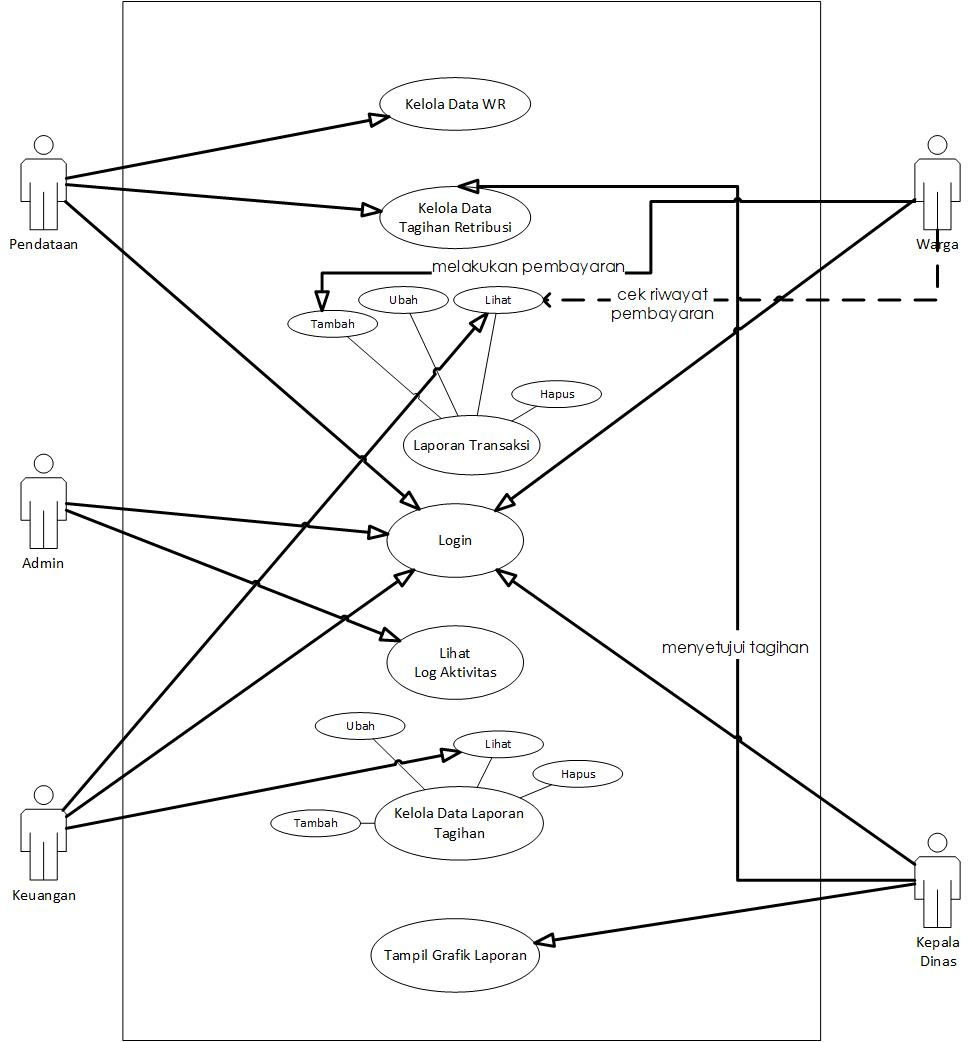 Kelola Data WR
Pendataan
Kelola Data
Tagihan Retribusi
Warga
melakukan pembayaran
Ubah
Lihat
cek riwayat
pembayaran
Tambah
Hapus
Laporan Transaksi
Login
Admin
Lihat
Log Aktivitas
menyetujui tagihan
Ubah
Lihat
Hapus
Kelola Data Laporan
Tagihan
Tambah
Keuangan
Kepala
Dinas
Tampil Grafik Laporan